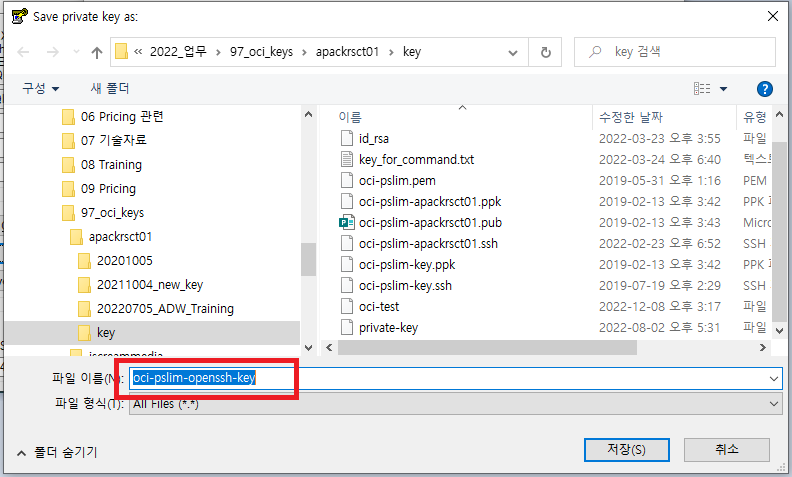 Save private key as:
« 2022_업무 > 97_oci_keys > apackrsct01 > key
key 검색
구성
새 폴더
06 Pricing 관련
07 기술자료
08 Training
09 Pricing
97_oci_keys
apackrsct01
20201005
20211004_new_key
20220705_ADW_Training
key
이름 수정한 날짜 유형
id_rsa 2022-03-23 오후 3:55 파일
key_for_command.txt 2022-03-24 오후 6:40 텍스트
oci-pslim.pem 2019-05-31 오후 1:16 PEM
oci-pslim-apackrsct01.ppk 2019-02-13 오후 3:42 PPK 파
oci-pslim-apackrsct01.pub 2019-02-13 오후 3:43 Micro
oci-pslim-apackrsct01.ssh 2022-02-23 오후 6:52 SSH
oci-pslim-key.ppk 2019-02-13 오후 3:42 PPK 파
oci-pslim-key.ssh 2019-07-19 오후 2:29 SSH
oci-test 2022-12-08 오후 3:17 파일
private-key 2022-08-02 오후 5:31 파일
파일 이름(N): oci-pslim-openssh-key
파일 형식(T): All Files (*.*)
폴더 숨기기
저장(S)
취소